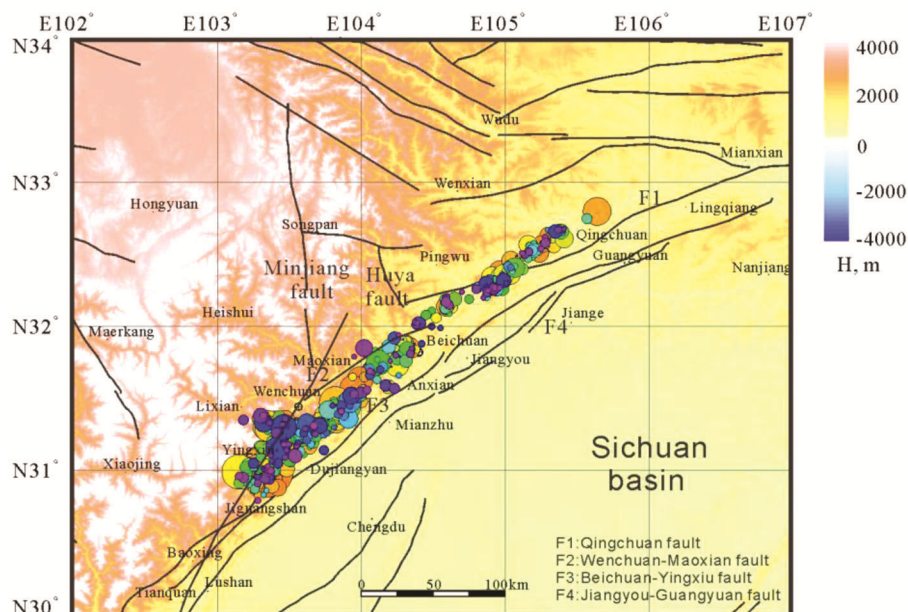 E102° E103° E104° E105° E106° E107°
N34°
4000
2000
Wudu
0
Mianxian
N33°
Wenxian
-2000
F1
Hongyuan
Lingqiang
-4000
Songpan
Qingchuan
H, m
Pingwu
Guangyuan
Minjiang
fault
Huya
fault
Nanjiang
Heishui
Jiange
N32°
F4
Maerkang
Beichuan
Maoxian
Jiangyou
F2
Wenchuan
Anxian
Lixian
F3
Mianzhu
Sichuan
basin
Xiaojing
N31°
Dujiangyan
Chengdu
F1:Qingchuan fault
Baoxing
F2:Wenchuan-Maoxian fault
F3:Beichuan-Yingxiu fault
Lushan
Tianquan
0 50 100km
F4:Jiangyou-Guangyuan fault
N30°